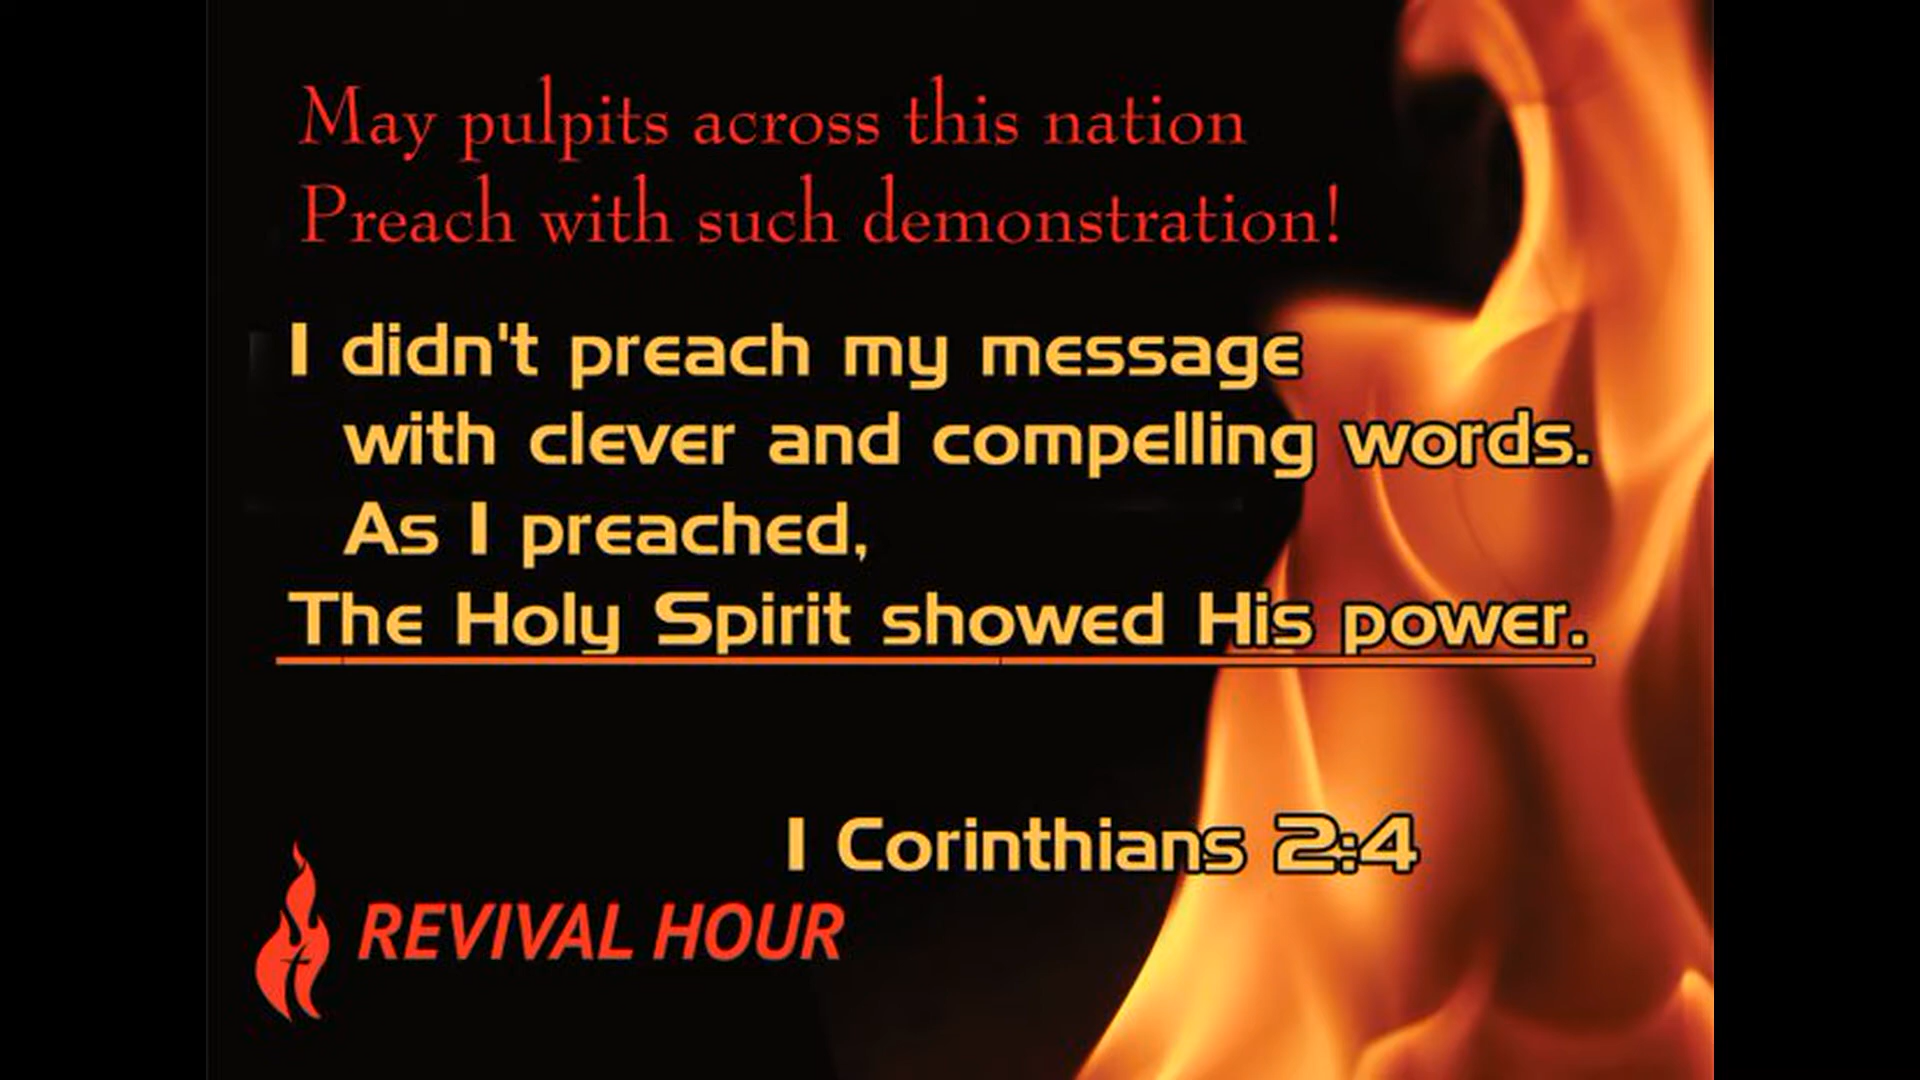 May pulpits across this nation
Preach with such demonstration!
I didn't preach my message
with clever and compelling words.
As I preached,
The Holy Spirit showed His power.
I Corinthians 2:4
REVIVAL HOUR